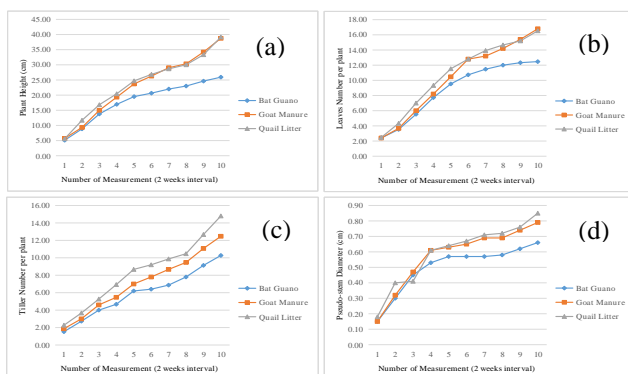 (a)
Plant Height (cm)
45.00
40.00
35.00
30.00
25.00
20.00
15.00
10.00
5.00
0.00
1 2 3 4 5 6 7 8 9 10
Number of Measurement (2 weeks interval)
Bat Guano
Goat Manure
Quail Litter
(b)
Leaves Number per plant
18.00
16.00
14.00
12.00
10.00
8.00
6.00
4.00
2.00
0.00
1 2 3 4 5 6 7 8 9 10
Number of Measurement (2 weeks interval)
Bat Guano
Goat Manure
Quail Litter
(c)
Tiller Number per plant
16.00
14.00
12.00
10.00
8.00
6.00
4.00
2.00
0.00
1 2 3 4 5 6 7 8 9 10
Number of Measurement (2 weeks interval)
Bat Guano
Goat Manure
Quail Litter
(d)
Pseudo-stem Diameter (cm)
0.90
0.80
0.70
0.60
0.50
0.40
0.30
0.20
0.10
0.00
1 2 3 4 5 6 7 8 9 10
Number of Measurement (2 weeks interval)
Bat Guano
Goat Manure
Quail Litter